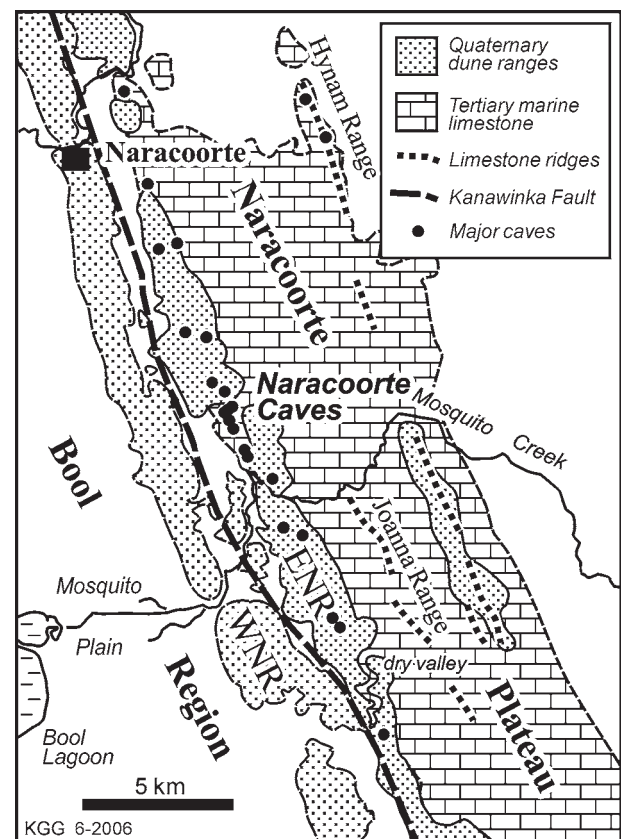 Quaternary
dune ranges
Tertiary marine
limestone
Limestone ridges
Kanawinka Fault
Major caves
Hynam Range
Naracoorte
Naracoorte
Naracoorte
Caves
Mosquito
Creek
Bool
Joanna Range
ENR
Mosquito
Plain
WNR
Region
dry valley
Plateau
Bool
Lagoon
5 km
KGG 6-2006